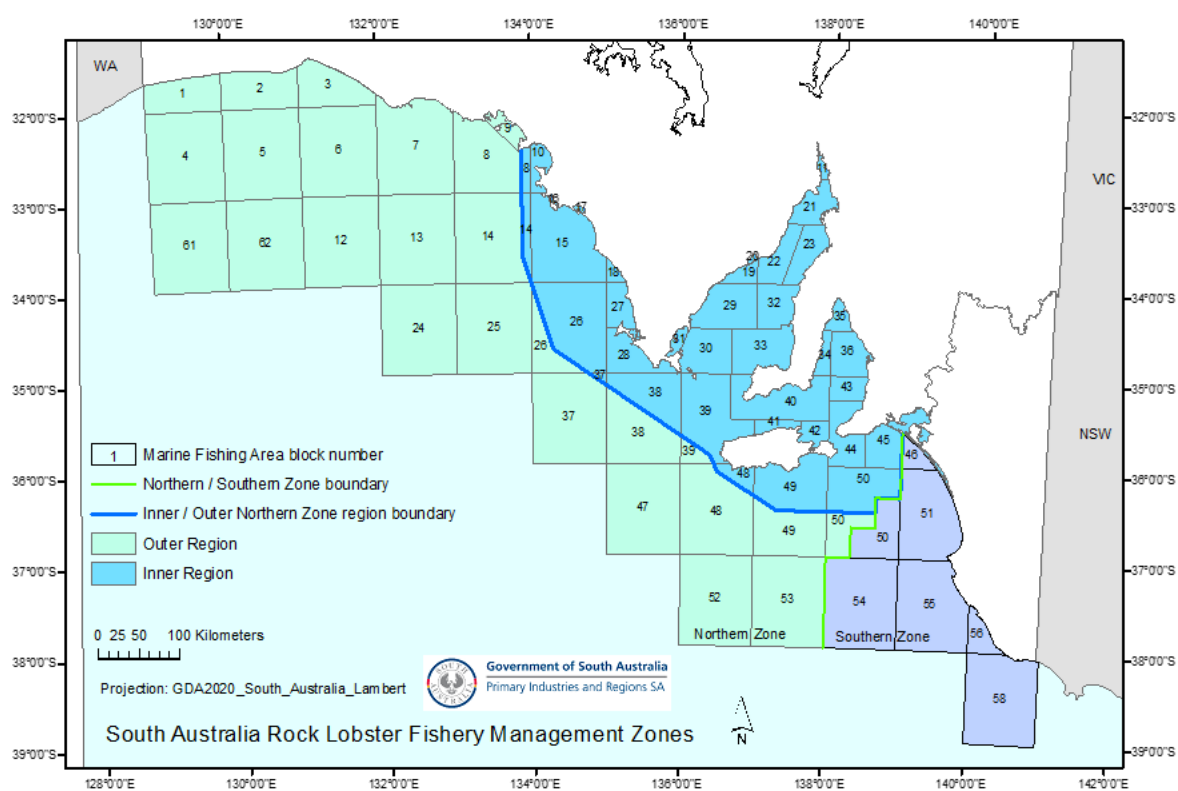 130°0'0"E 132°0'0"E 134°0'0"E 136°0'0"E 138°0'0"E 140°0'0"E
WA
VIC
NSW
32°0'0"S 32°0'0"S
33°0'0"S 33°0'0"S
34°0'0"S 34°0'0"S
35°0'0"S 35°0'0"S
36°0'0"S 36°0'0"S
37°0'0"S 37°0'0"S
38°0'0"S 38°0'0"S
39°0'0"S 39°0'0"S
1 2 3
4 5 6 7 8 9 10 11
8
61 62 12 13 14 14 15 17 18
21 23 22 20 19
24 25 26 26 27 28 29 32
31 30 33 34 35 36
37 37 38 38 39 39 40 41 42 43
44 45 46
47 48 48 49 49 50 50 50 51
52 53 54 55 56
58
1 Marine Fishing Area block number
Northern / Southern Zone boundary
Inner / Outer Northern Zone region boundary
Outer Region
Inner Region
0 25 50 100 Kilometers
Northern Zone Southern Zone
Projection: GDA2020_South_Australia_Lambert
SOUTH AUSTRALIA
Government of South Australia
Primary Industries and Regions SA
South Australia Rock Lobster Fishery Management Zones
N
128°0'0"E 130°0'0"E 132°0'0"E 134°0'0"E 136°0'0"E 138°0'0"E 140°0'0"E 142°0'0"E